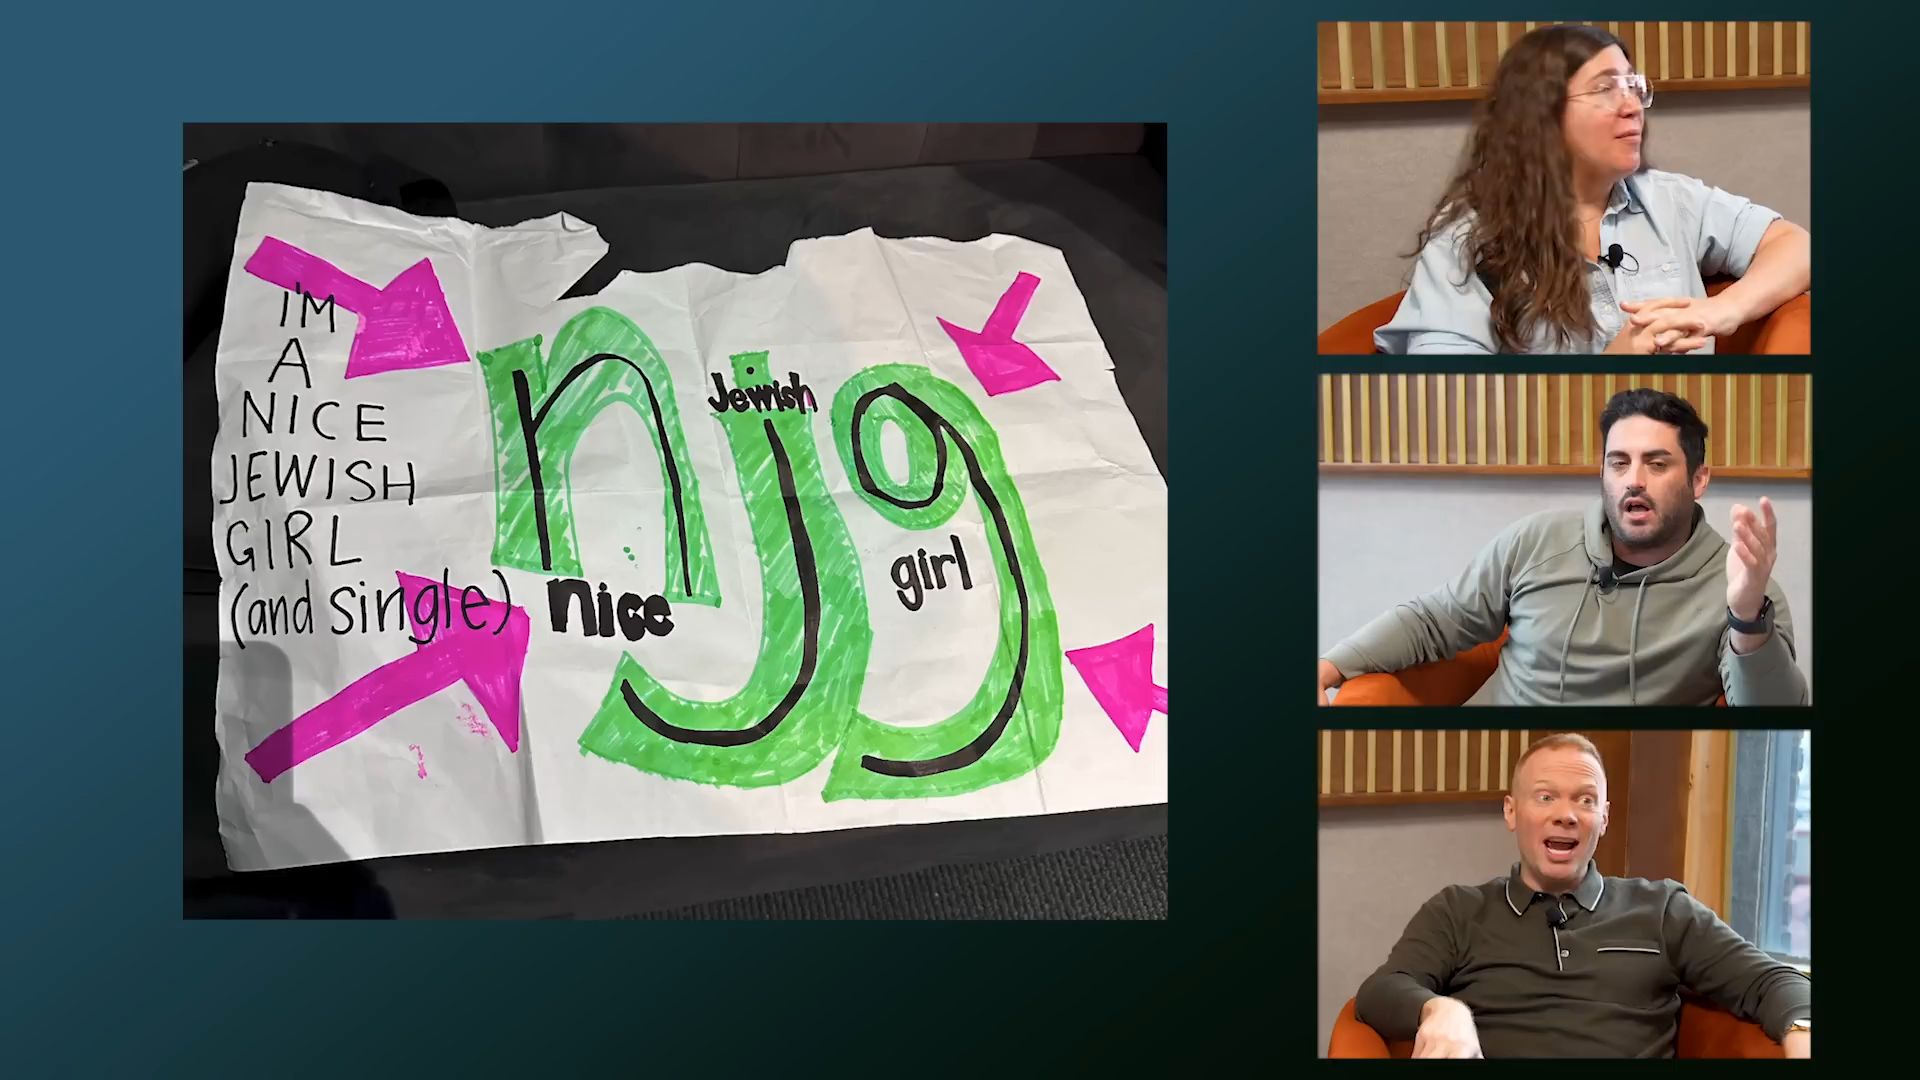 I'M
A
NICE
JEWISH
GIRL
(and single)
njg
nice
Jewish
girl